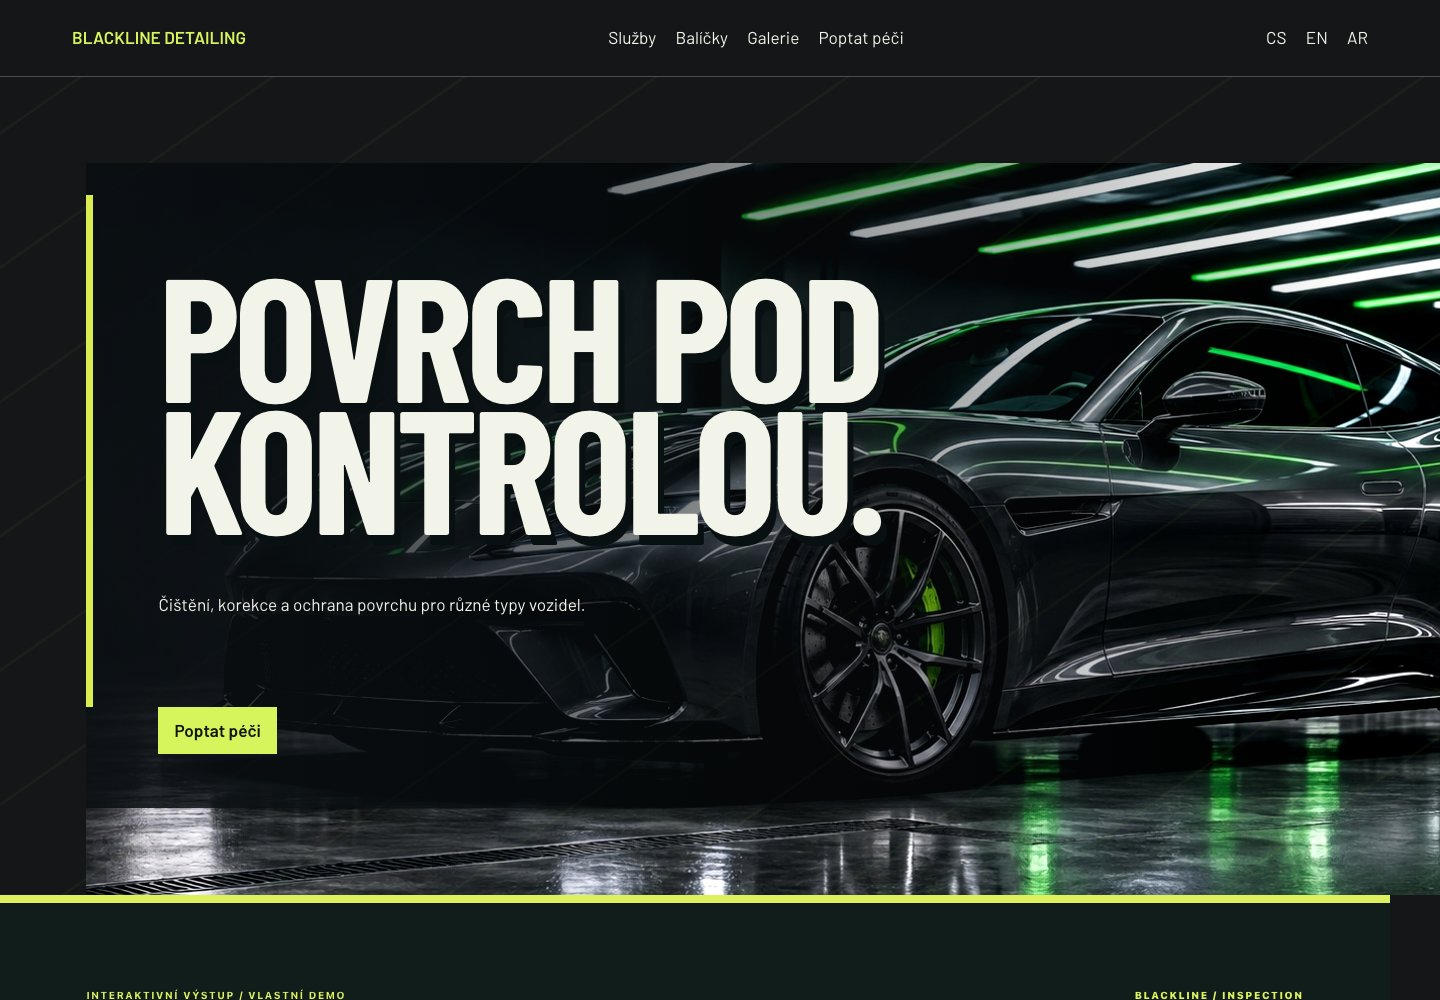 BLACKLINE DETAILING
Služby Balíčky Galerie Poptat péči
CS EN AR
POVRCH POD
KONTROLOU.
Čištění, korekce a ochrana povrchu pro různé typy vozidel.
Poptat péči
INTERAKTIVNÍ VÝSTUP / VLASTNÍ DEMO
BLACKLINE / INSPECTION